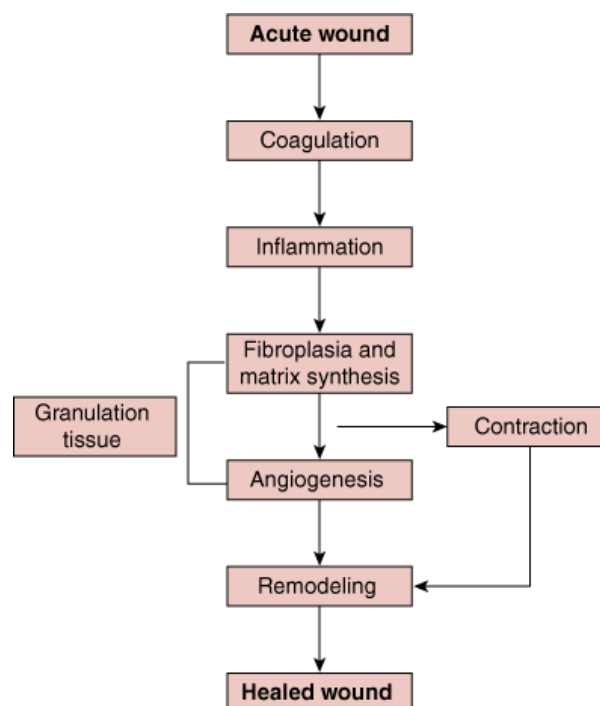 Acute wound
Coagulation
Inflammation
Fibroplasia and
matrix synthesis
Granulation
tissue
Contraction
Angiogenesis
Remodeling
Healed wound